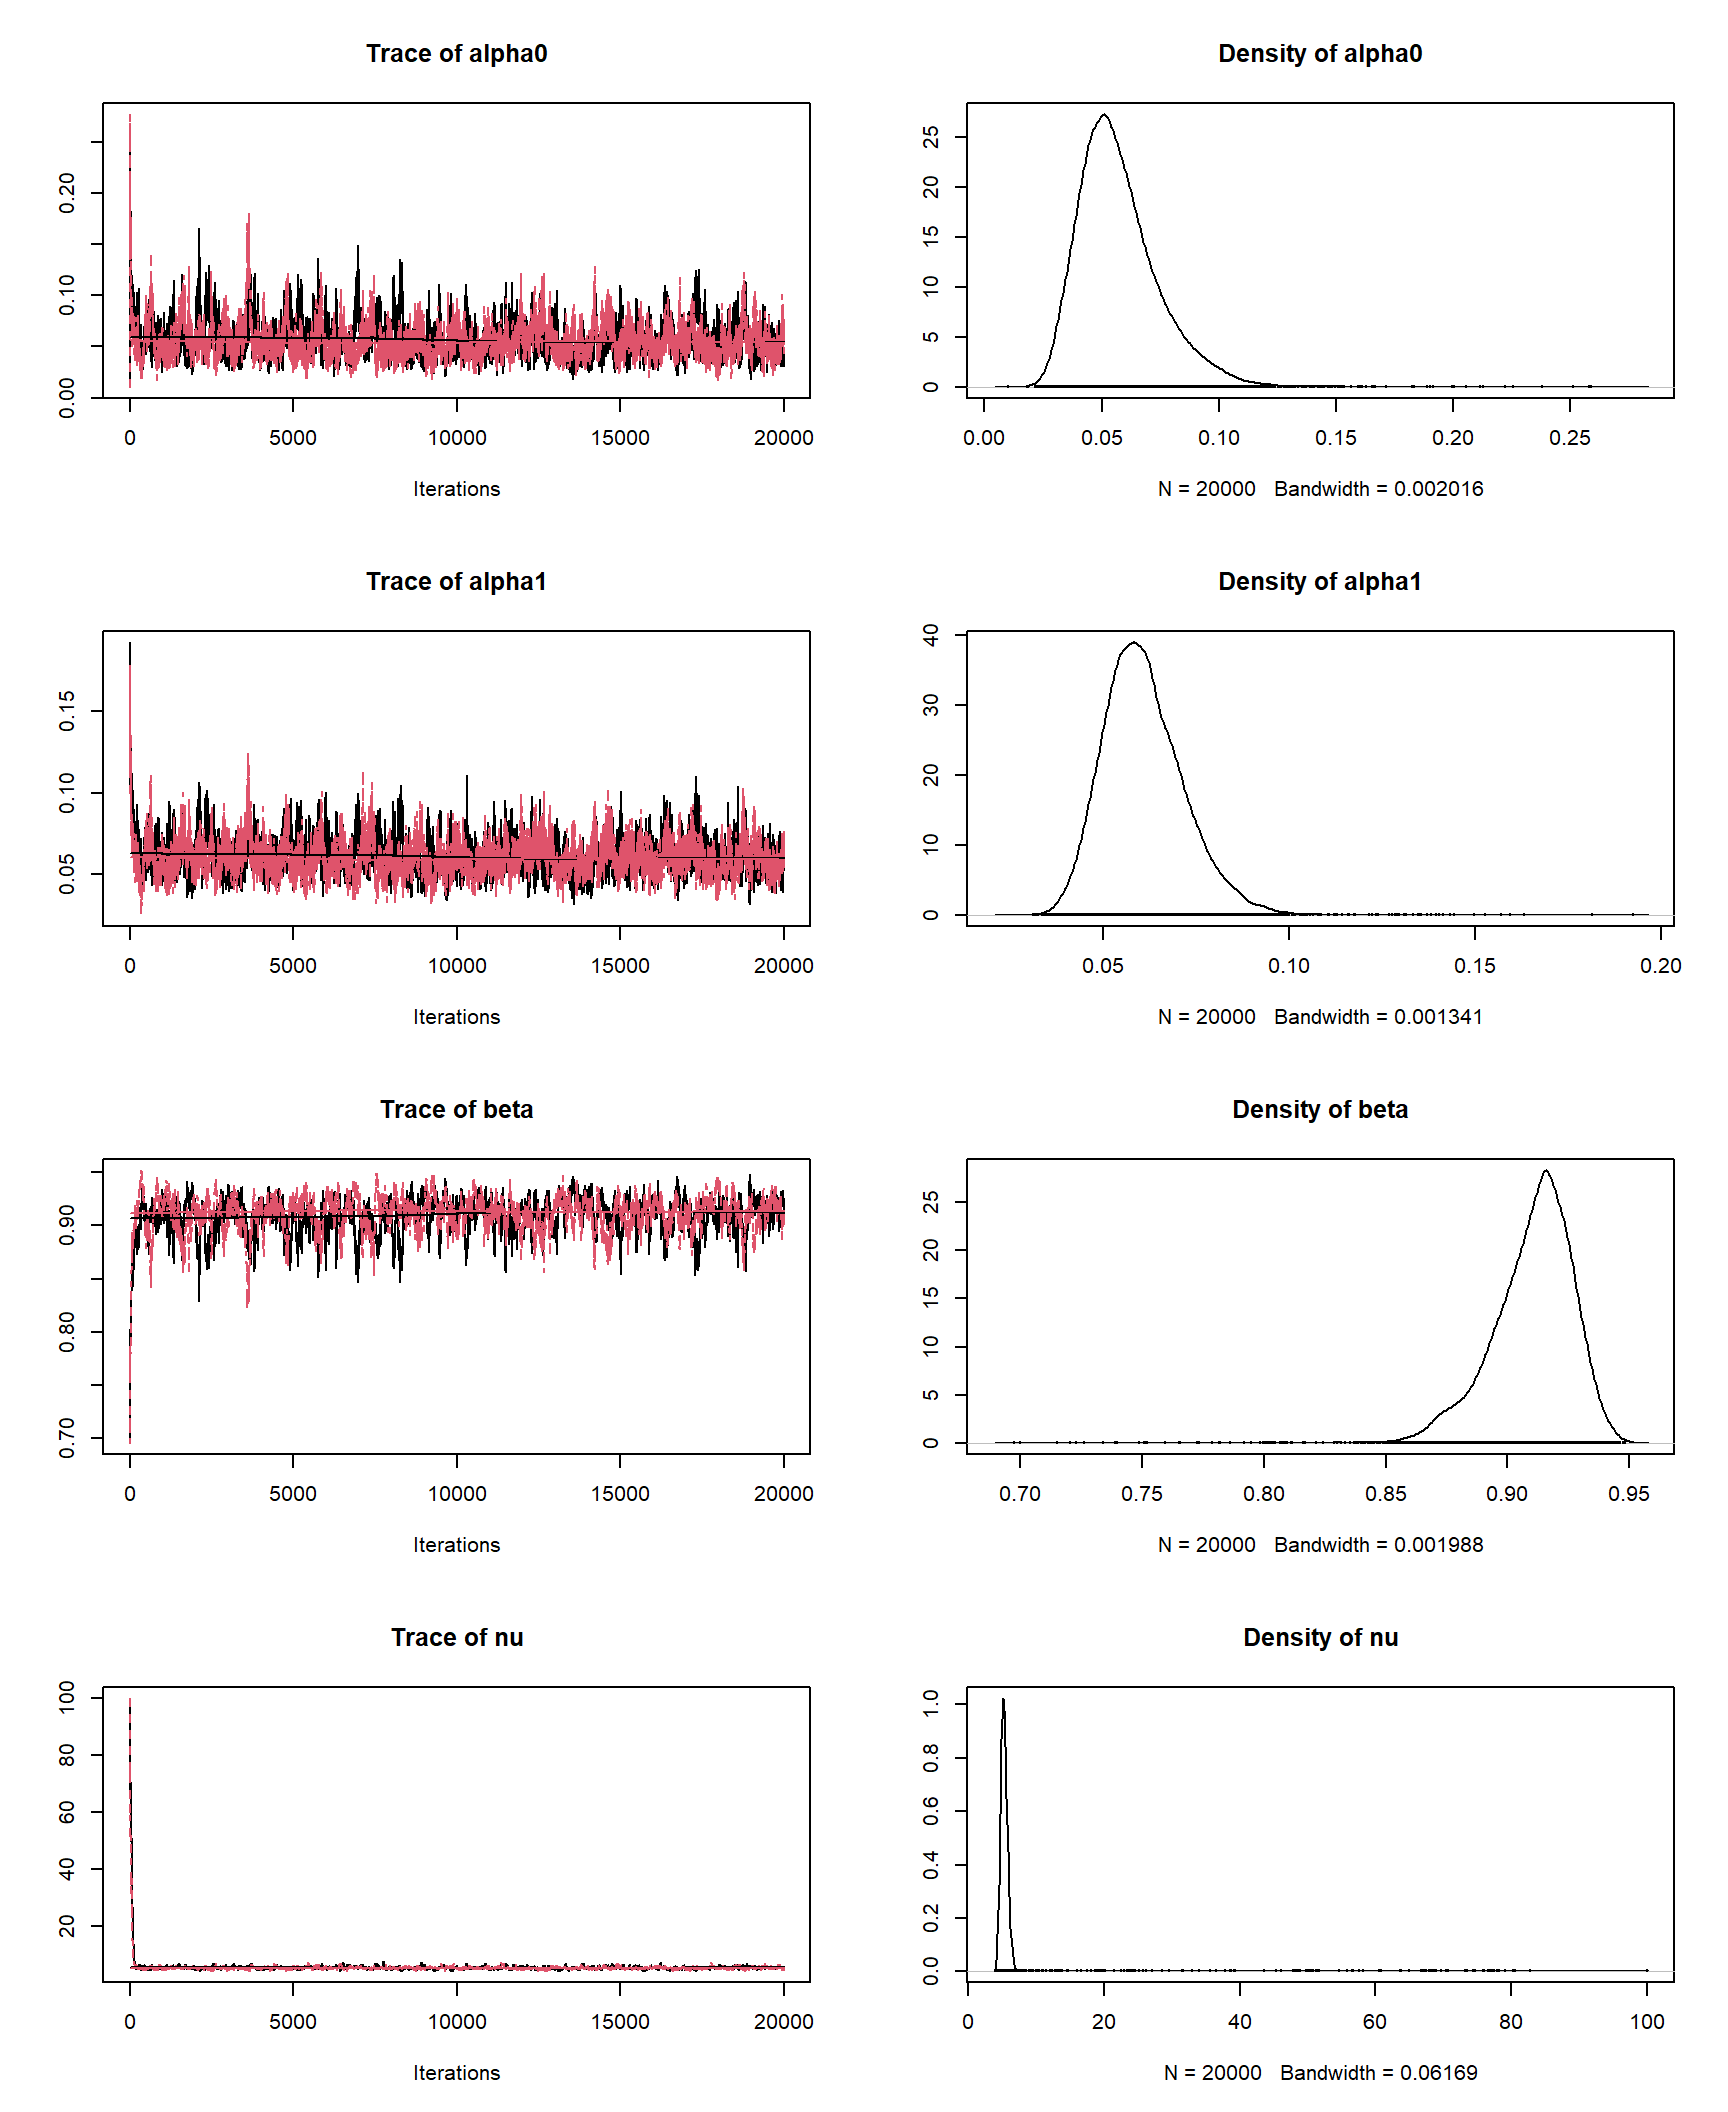 Trace of alpha0
0.00 0.10 0.20
0 5000 10000 15000 20000
Iterations
Density of alpha0
0 5 10 15 20 25
0.00 0.05 0.10 0.15 0.20 0.25
N = 20000 Bandwidth = 0.002016
Trace of alpha1
0.05 0.10 0.15
0 5000 10000 15000 20000
Iterations
Density of alpha1
0 10 20 30 40
0.05 0.10 0.15 0.20
N = 20000 Bandwidth = 0.001341
Trace of beta
0.70 0.80 0.90
0 5000 10000 15000 20000
Iterations
Density of beta
0 5 10 15 20 25
0.70 0.75 0.80 0.85 0.90 0.95
N = 20000 Bandwidth = 0.001988
Trace of nu
20 40 60 80 100
0 5000 10000 15000 20000
Iterations
Density of nu
0.0 0.2 0.4 0.6 0.8 1.0
0 20 40 60 80 100
N = 20000 Bandwidth = 0.06169